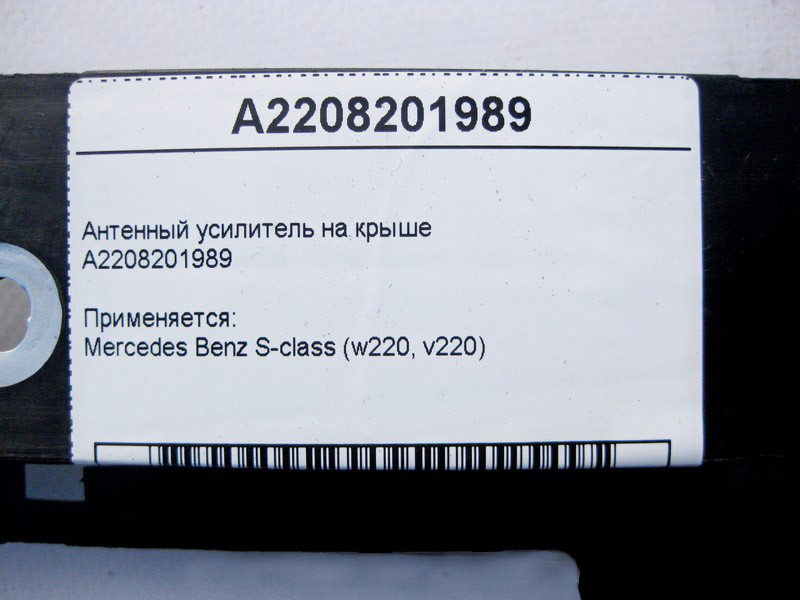 A2208201989
Антенный усилитель на крыше
A2208201989
Применяется:
Mercedes Benz S-class (w220, v220)